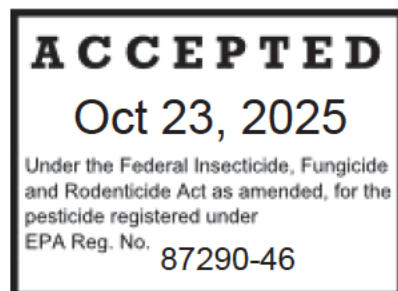 ACCEPTED
Oct 23, 2025
Under the Federal Insecticide, Fungicide
and Rodenticide Act as amended, for the
pesticide registered under
EPA Reg. No. 87290-46